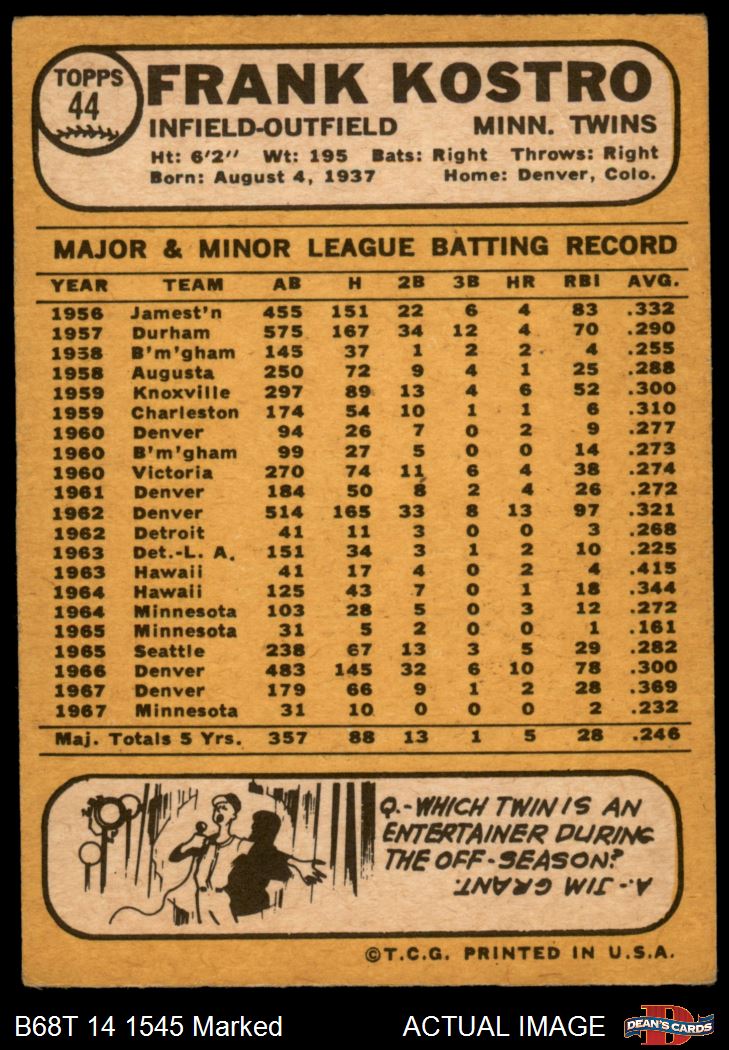 TOPPS
44
FRANK KOSTRO
INFIELD-OUTFIELD MINN. TWINS
Ht: 6'2" Wt: 195 Bats: Right Throws: Right
Born: August 4, 1937 Home: Denver, Colo.
MAJOR & MINOR LEAGUE BATTING RECORD
YEAR TEAM AB H 2B 3B HR RBI AVG.
1956 Jamest'n 455 151 22 6 4 83 .332
1957 Durham 575 167 34 12 4 70 .290
1958 B'm'gham 145 37 1 2 2 4 .255
1958 Augusta 250 72 9 4 1 25 .288
1959 Knoxville 297 89 13 4 6 52 .300
1959 Charleston 174 54 10 1 1 6 .310
1960 Denver 94 26 7 0 2 9 .277
1960 B'm'gham 99 27 5 0 0 14 .273
1960 Victoria 270 74 11 6 4 38 .274
1961 Denver 184 50 8 2 4 26 .272
1962 Denver 514 165 33 8 13 97 .321
1962 Detroit 41 11 3 0 0 3 .268
1963 Det.-L. A. 151 34 3 1 2 10 .225
1963 Hawaii 41 17 4 0 2 4 .415
1964 Hawaii 125 43 7 0 1 18 .344
1964 Minnesota 103 28 5 0 3 12 .272
1965 Minnesota 31 5 2 0 0 1 .161
1965 Seattle 238 67 13 3 5 29 .282
1966 Denver 483 145 32 6 10 78 .300
1967 Denver 179 66 9 1 2 28 .369
1967 Minnesota 31 10 0 0 0 2 .232
Maj. Totals 5 Yrs. 357 88 13 1 5 28 .246
Q.-WHICH TWIN IS AN
ENTERTAINER DURING
THE OFF-SEASON?
A.-JIM GRANT.
©T.C.G. PRINTED IN U.S.A.
B68T 14 1545 Marked ACTUAL IMAGE
DEAN'S CARDS